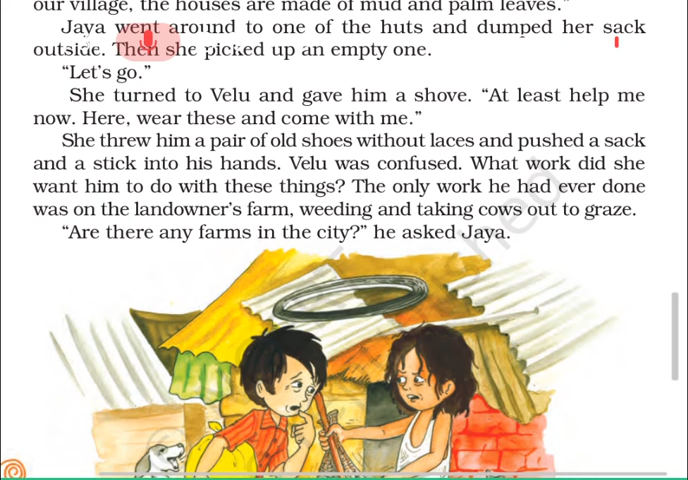 our village, the houses are made of mud and palm leaves."
Jaya went around to one of the huts and dumped her sack
outside. Then she picked up an empty one.
"Let's go."
She turned to Velu and gave him a shove. "At least help me
now. Here, wear these and come with me."
She threw him a pair of old shoes without laces and pushed a sack
and a stick into his hands. Velu was confused. What work did she
want him to do with these things? The only work he had ever done
was on the landowner's farm, weeding and taking cows out to graze.
"Are there any farms in the city?" he asked Jaya.